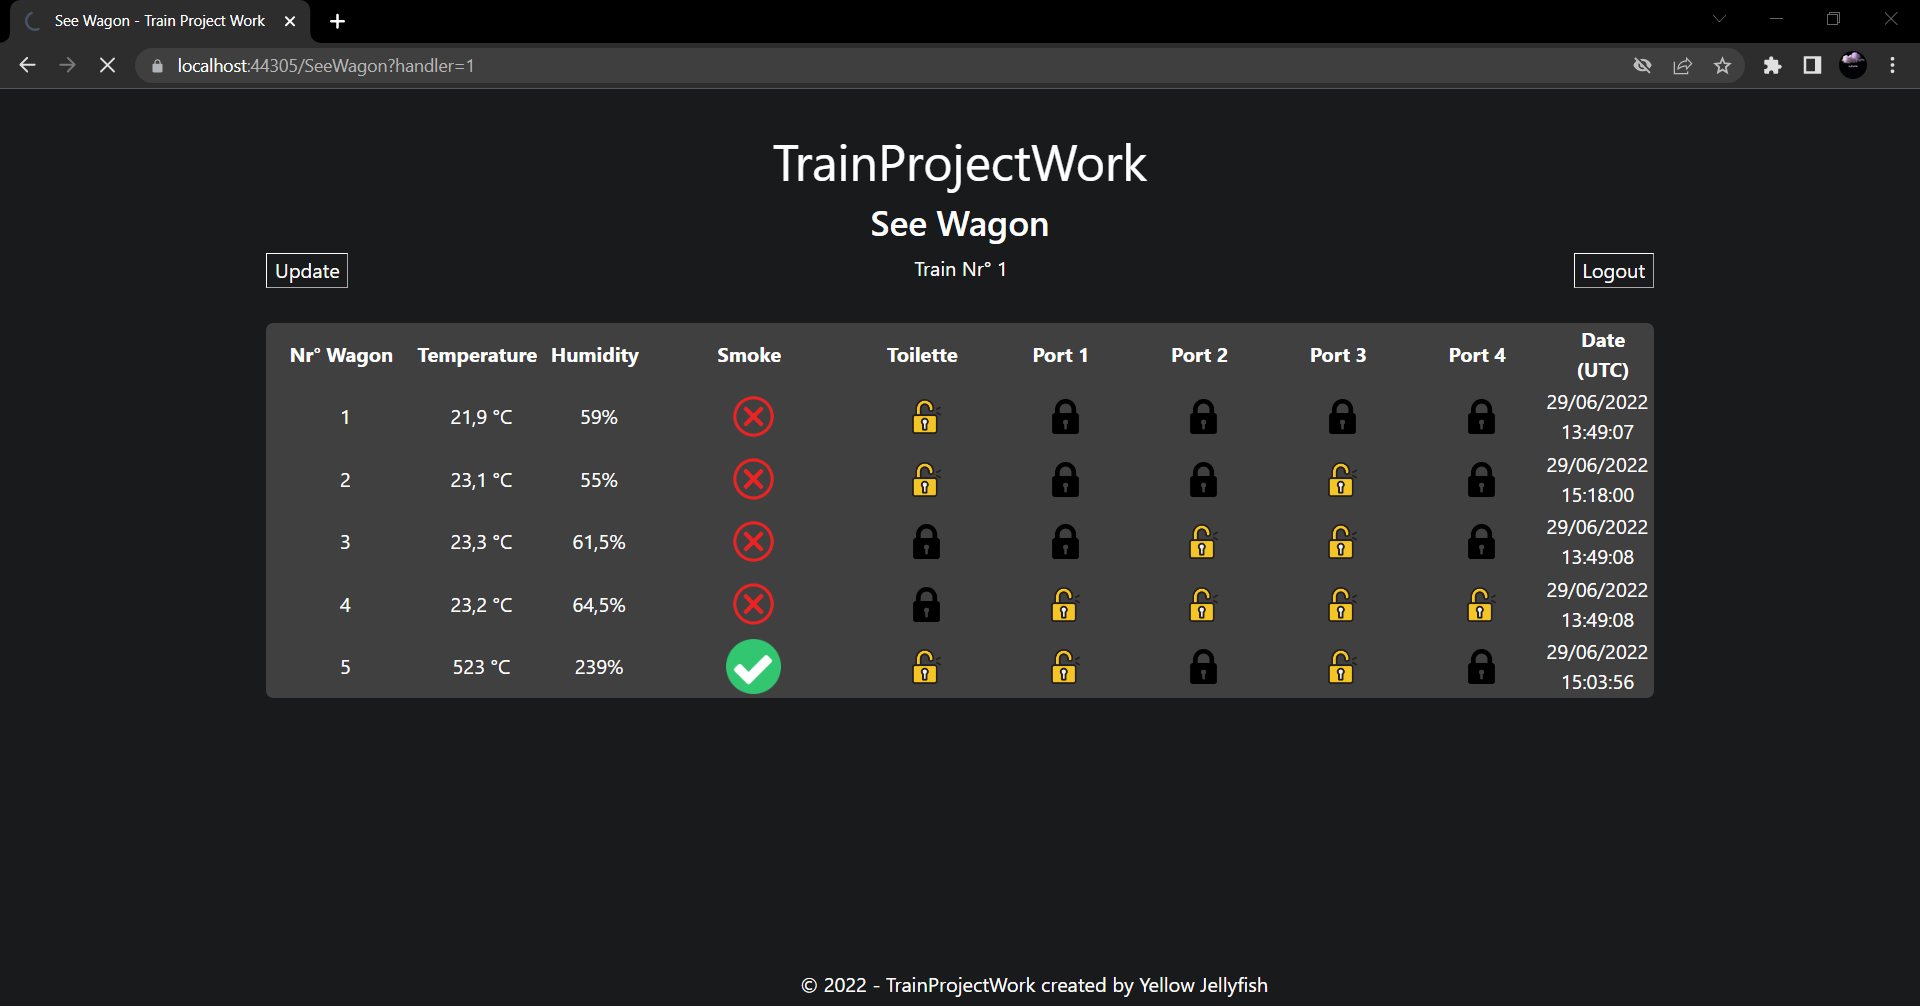 See Wagon - Train Project Work
localhost:44305/SeeWagon?handler=1
TrainProjectWork
See Wagon
Update
Train Nr° 1
Logout
Nr° Wagon Temperature Humidity Smoke Toilette Port 1 Port 2 Port 3 Port 4 Date (UTC)
1 21,9 °C 59% 29/06/2022 13:49:07
2 23,1 °C 55% 29/06/2022 15:18:00
3 23,3 °C 61,5% 29/06/2022 13:49:08
4 23,2 °C 64,5% 29/06/2022 13:49:08
5 523 °C 239% 29/06/2022 15:03:56
© 2022 - TrainProjectWork created by Yellow Jellyfish